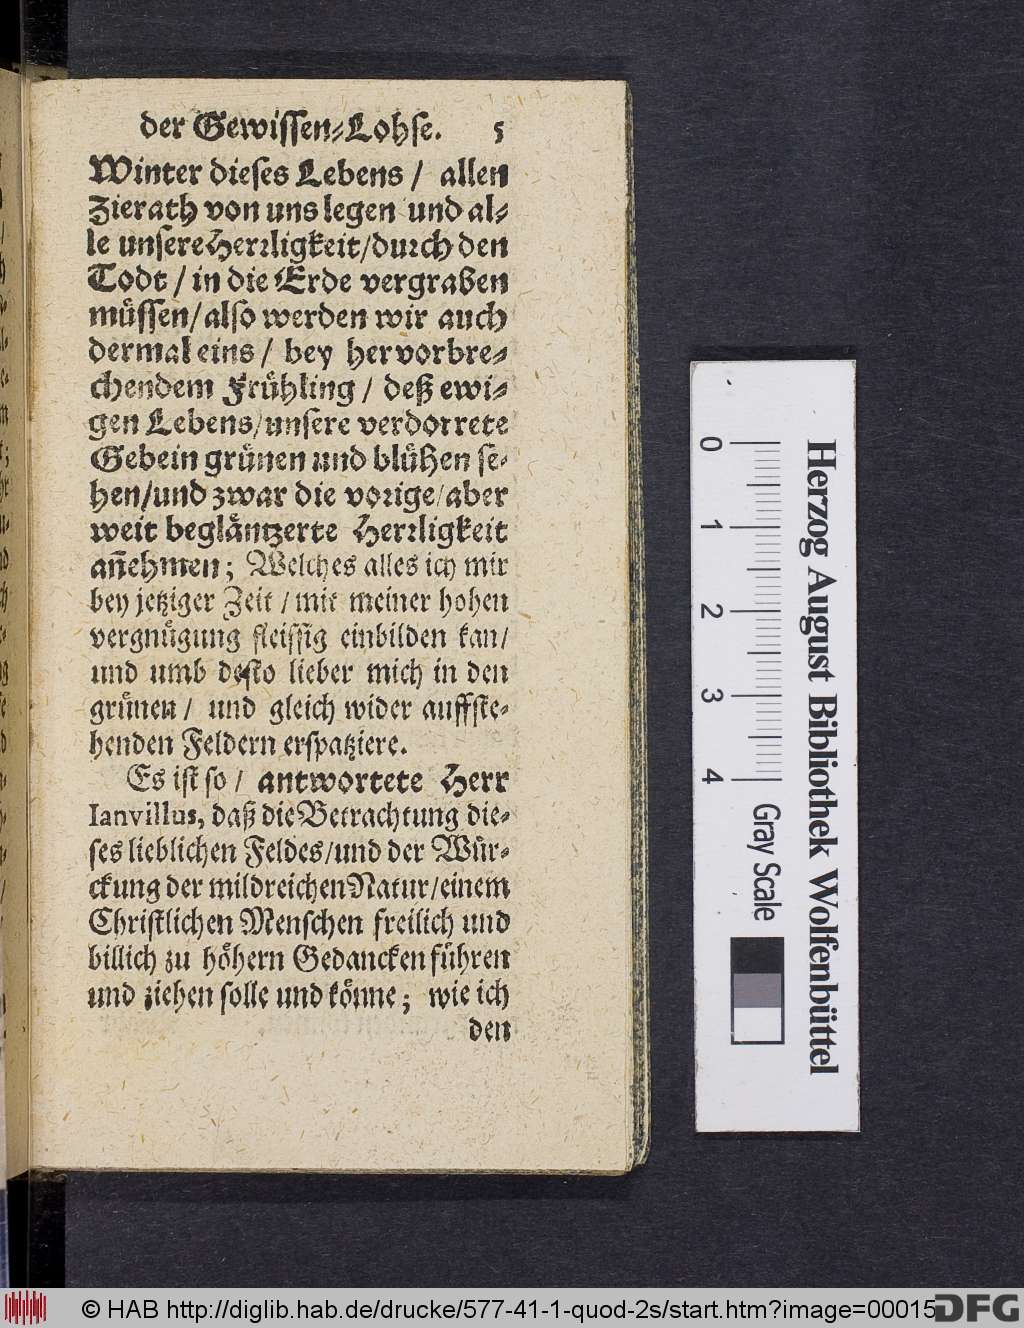 der Gewissen-Lohse. 5
Winter dieses Lebens / allen
Zierath von uns legen und al-
le unsere Herrligkeit / durch den
Todt / in die Erde vergraben
müssen / also werden wir auch
dermaleins / bey hervorbre-
chendem Frühling / deß ewi-
gen Lebens / unsere verdorrete
Gebein grünen und blühen se-
hen / und zwar die vorige / aber
weit begläntzerte Herrligkeit
an̄ehmen; Welches alles ich mir
bey jetziger Zeit / mit meiner hohen
vergnügung fleissig einbilden kan /
und umb desto lieber mich in den
grünen / und gleich wider auffste-
henden Feldern erspatziere.
Es ist so / antwortete Herr
Ianvillus, daß die Betrachtung die-
ses lieblichen Feldes / und der Wür-
ckung der mildreichen Natur / einem
Christlichen Menschen freilich und
billich zu höhern Gedancken führen
und ziehen solle und könne; wie ich
den
Herzog August Bibliothek Wolfenbüttel
0 1 2 3 4 Gray Scale
© HAB http://diglib.hab.de/drucke/577-41-1-quod-2s/start.htm?image=00015
DFG